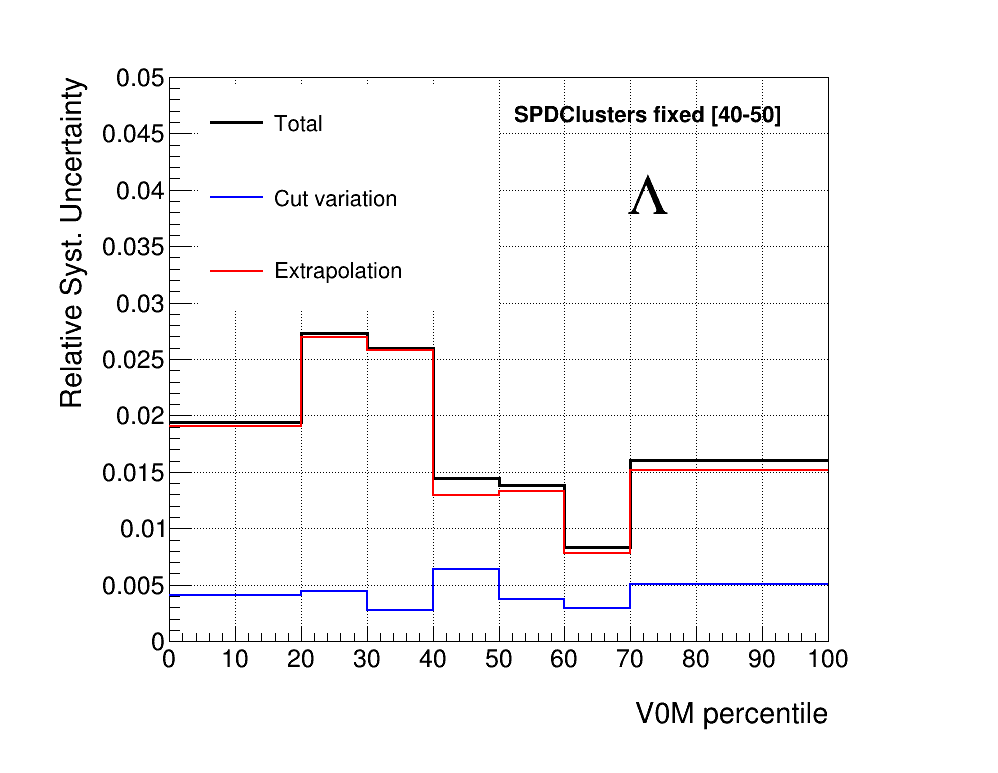 Relative Syst. Uncertainty
0.05
0.045
0.04
0.035
0.03
0.025
0.02
0.015
0.01
0.005
0
Total
Cut variation
Extrapolation
SPDClusters fixed [40-50]
Λ
0 10 20 30 40 50 60 70 80 90 100
V0M percentile